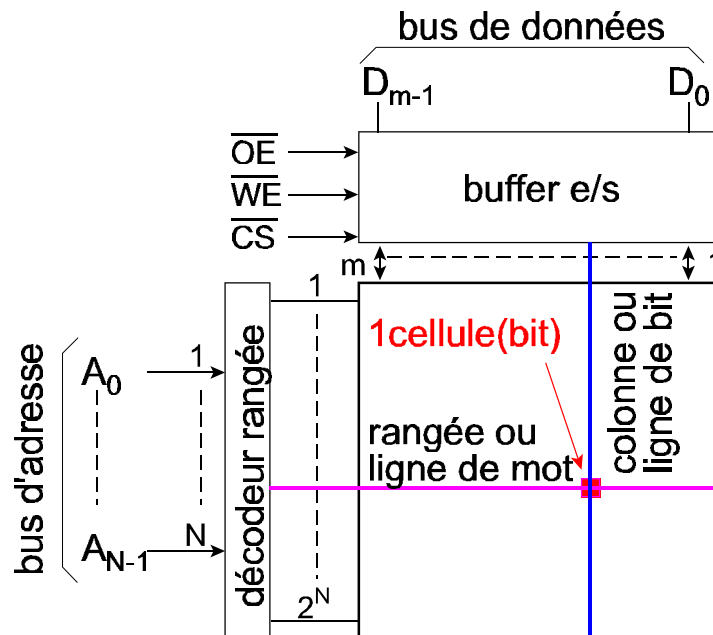 bus de données
D_{m-1} D_0
OE
WE
CS
buffer e/s
m 1
1
1cellule(bit)
colonne ou
ligne de bit
bus d'adresse
A_0 1
décodeur rangée
rangée ou
ligne de mot
A_{N-1} N
2^N